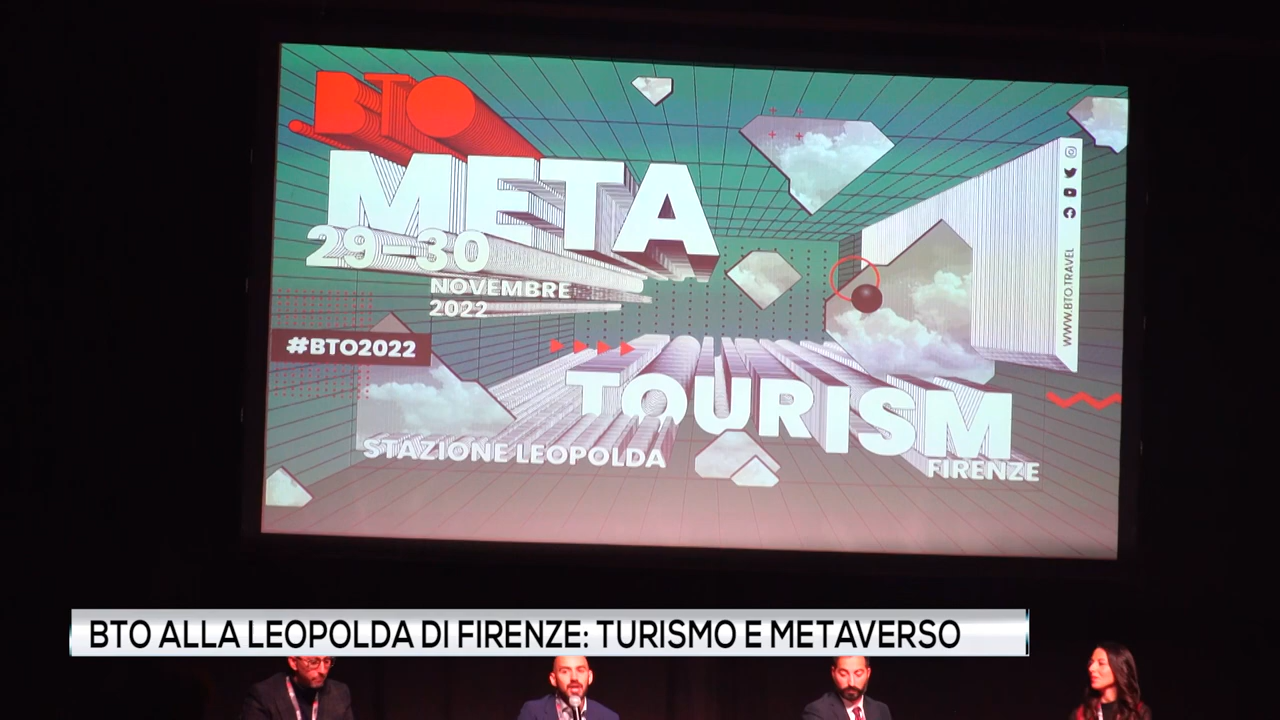 BTO
META
29-30
NOVEMBRE
2022
#BTO2022
TOURISM
STAZIONE LEOPOLDA
FIRENZE
WWW.BTO.TRAVEL
BTO ALLA LEOPOLDA DI FIRENZE: TURISMO E METAVERSO